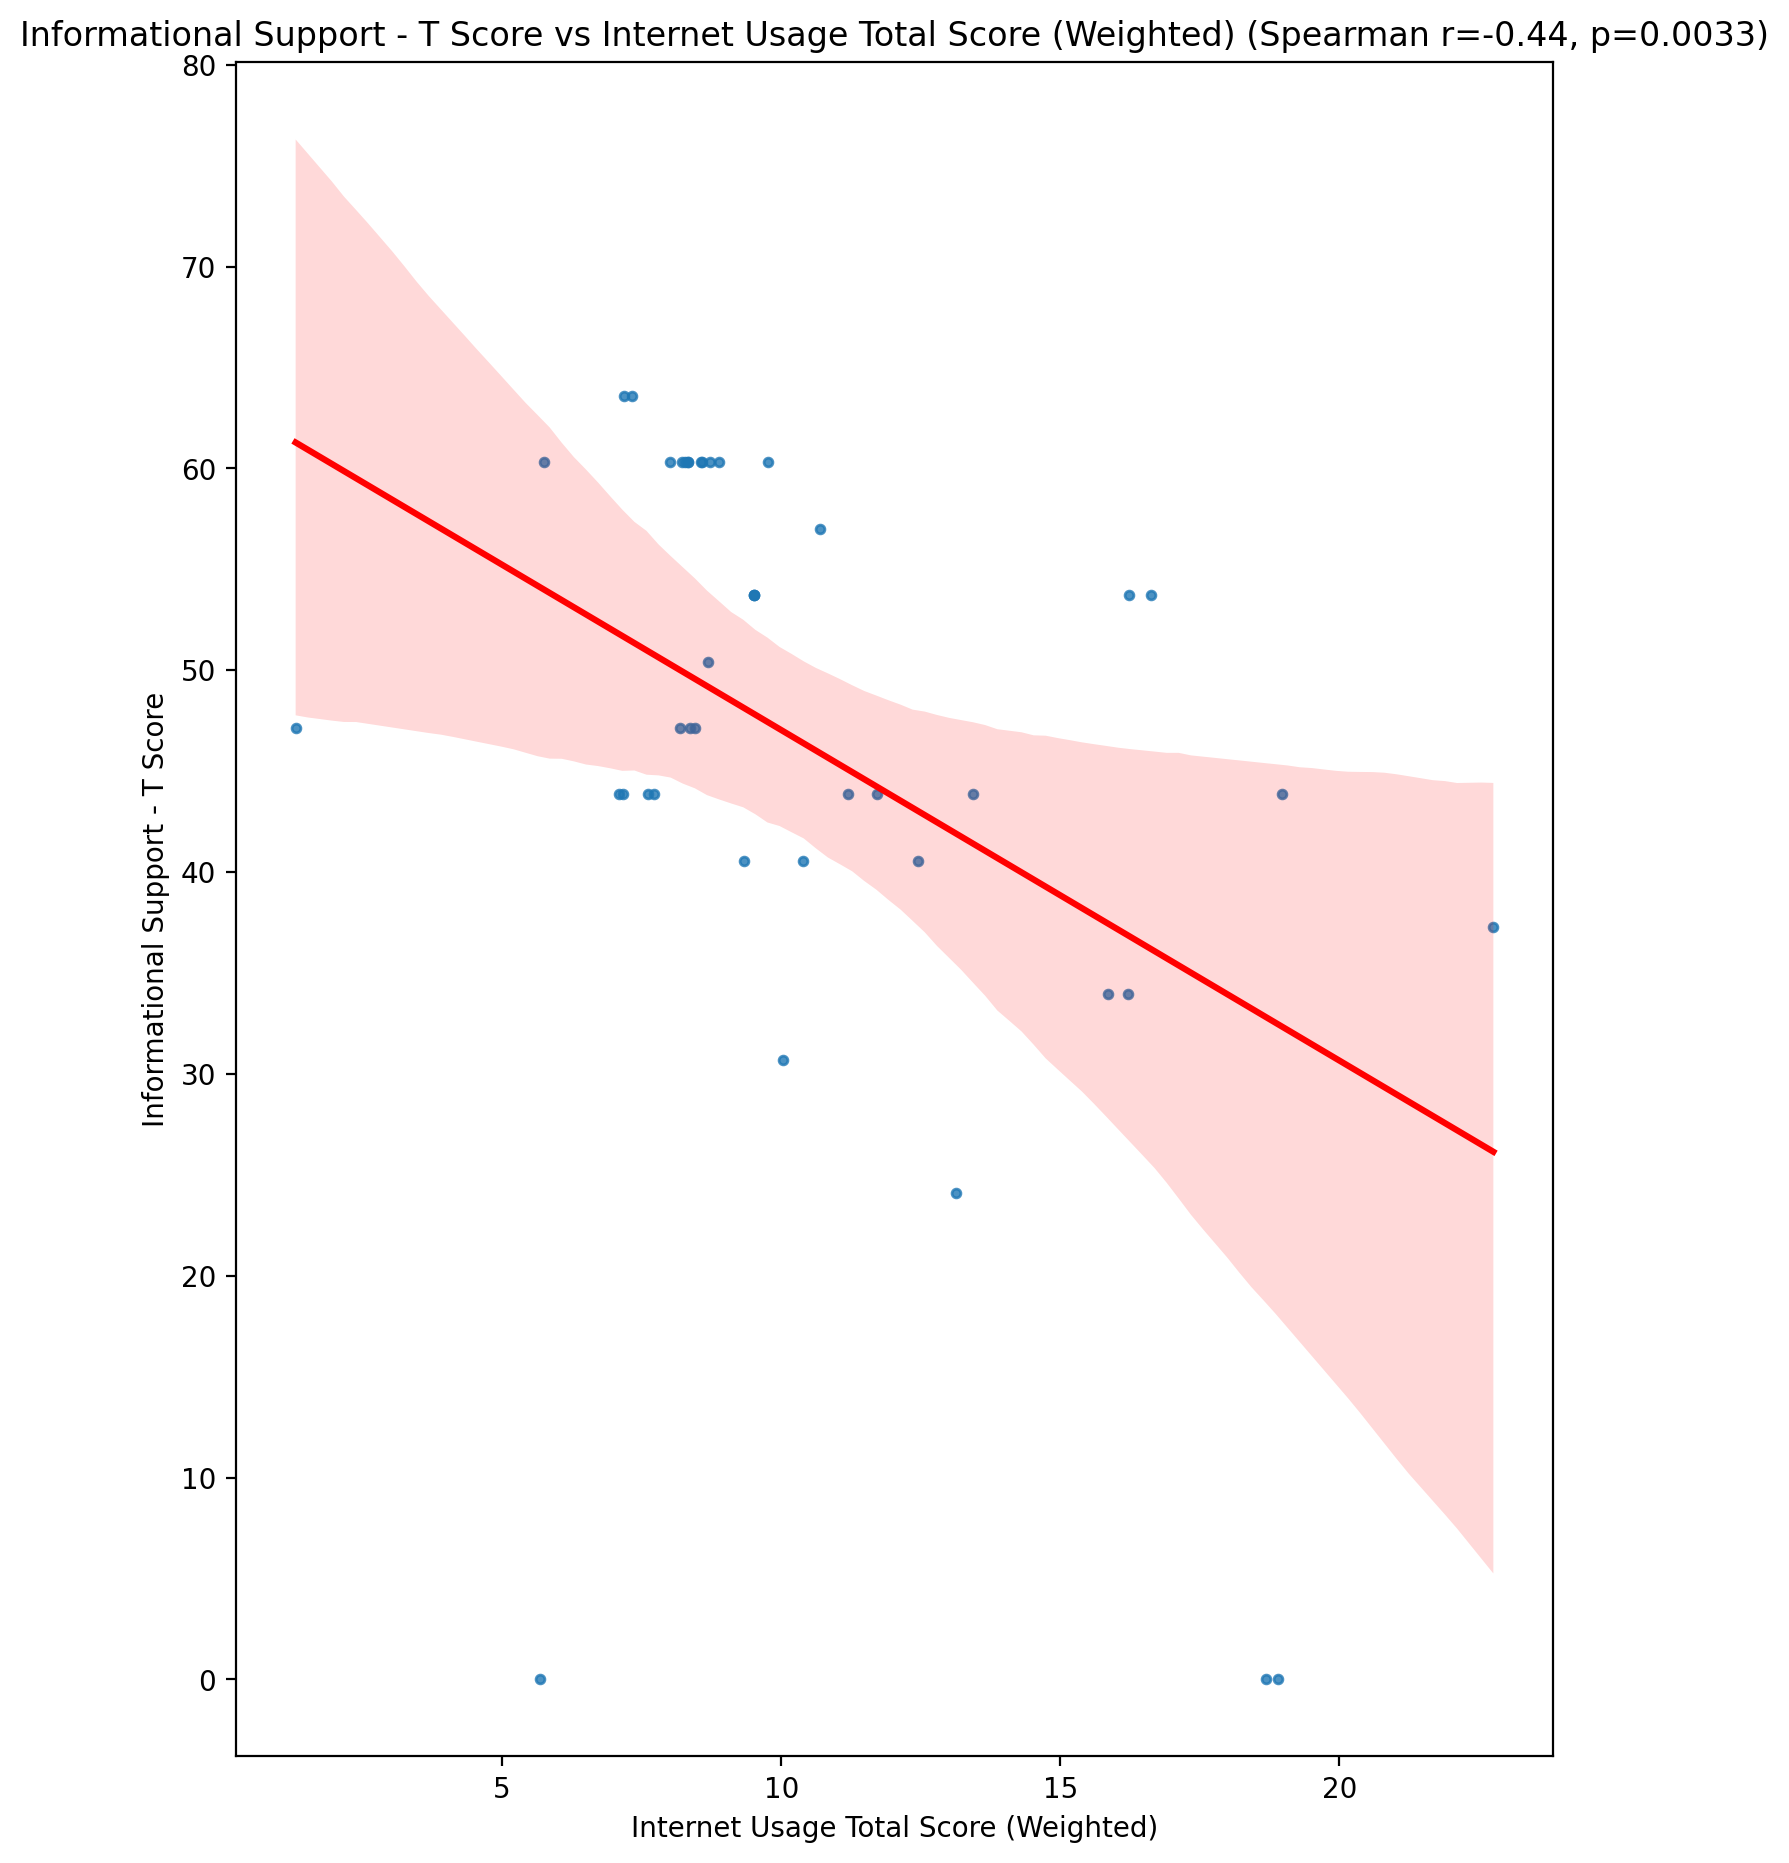 Informational Support - T Score vs Internet Usage Total Score (Weighted) (Spearman r=-0.44, p=0.0033)
80
70
60
50
40
30
20
10
0
Informational Support - T Score
5 10 15 20
Internet Usage Total Score (Weighted)